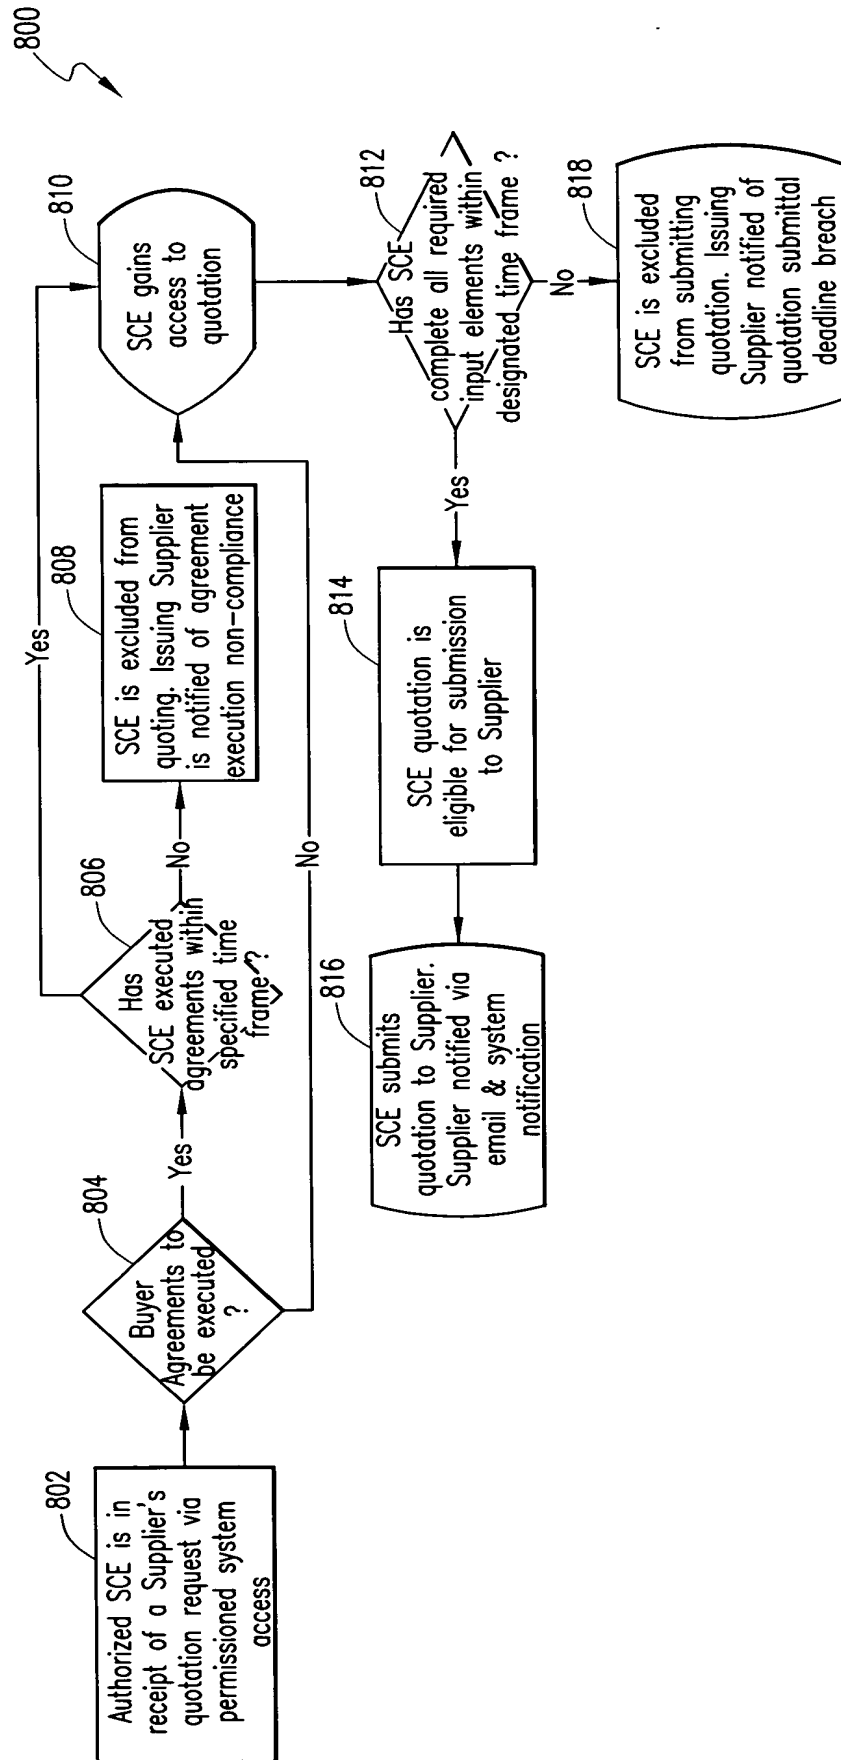 800
802
Authorized SCE is in
receipt of a Supplier's
quotation request via
permissioned system
access
804
Buyer
Agreements to
be executed
?
Yes
No
806
Has
SCE executed
agreements within
specified time
frame ?
Yes
No
808
SCE is excluded from
quoting. Issuing Supplier
is notified of agreement
execution non-compliance
810
SCE gains
access to
quotation
812
Has SCE
complete all required
input elements within
designated time frame ?
Yes
No
814
SCE quotation is
eligible for submission
to Supplier
816
SCE submits
quotation to Supplier.
Supplier notified via
email & system
notification
818
SCE is excluded
from submitting
quotation. Issuing
Supplier notified of
quotation submittal
deadline breach